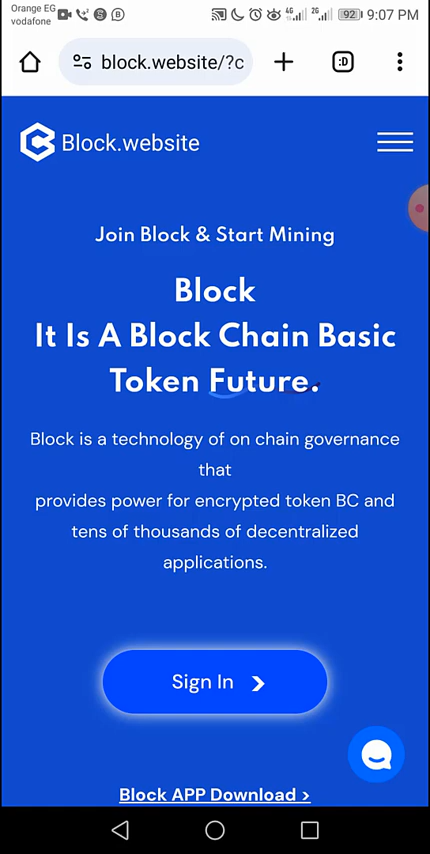 Orange EG
vodafone
4G
2G
92
9:07 PM
block.website/?c
:D
Block.website
Join Block & Start Mining
Block
It Is A Block Chain Basic
Token Future.
Block is a technology of on chain governance
that
provides power for encrypted token BC and
tens of thousands of decentralized
applications.
Sign In
Block APP Download >